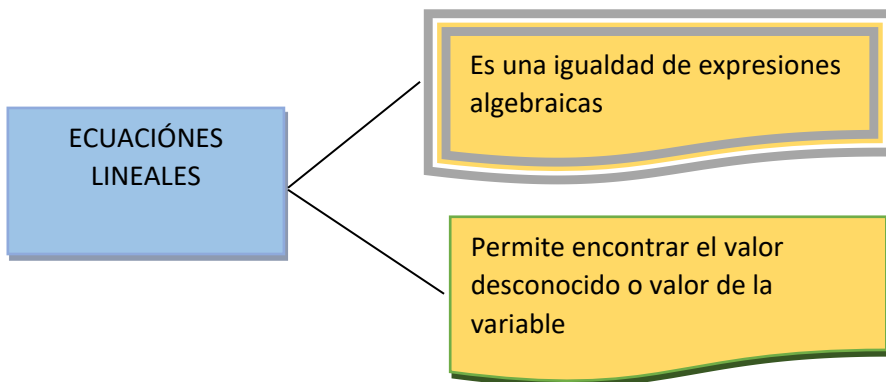 ECUACIÓNES
LINEALES
Es una igualdad de expresiones
algebraicas
Permite encontrar el valor
desconocido o valor de la
variable